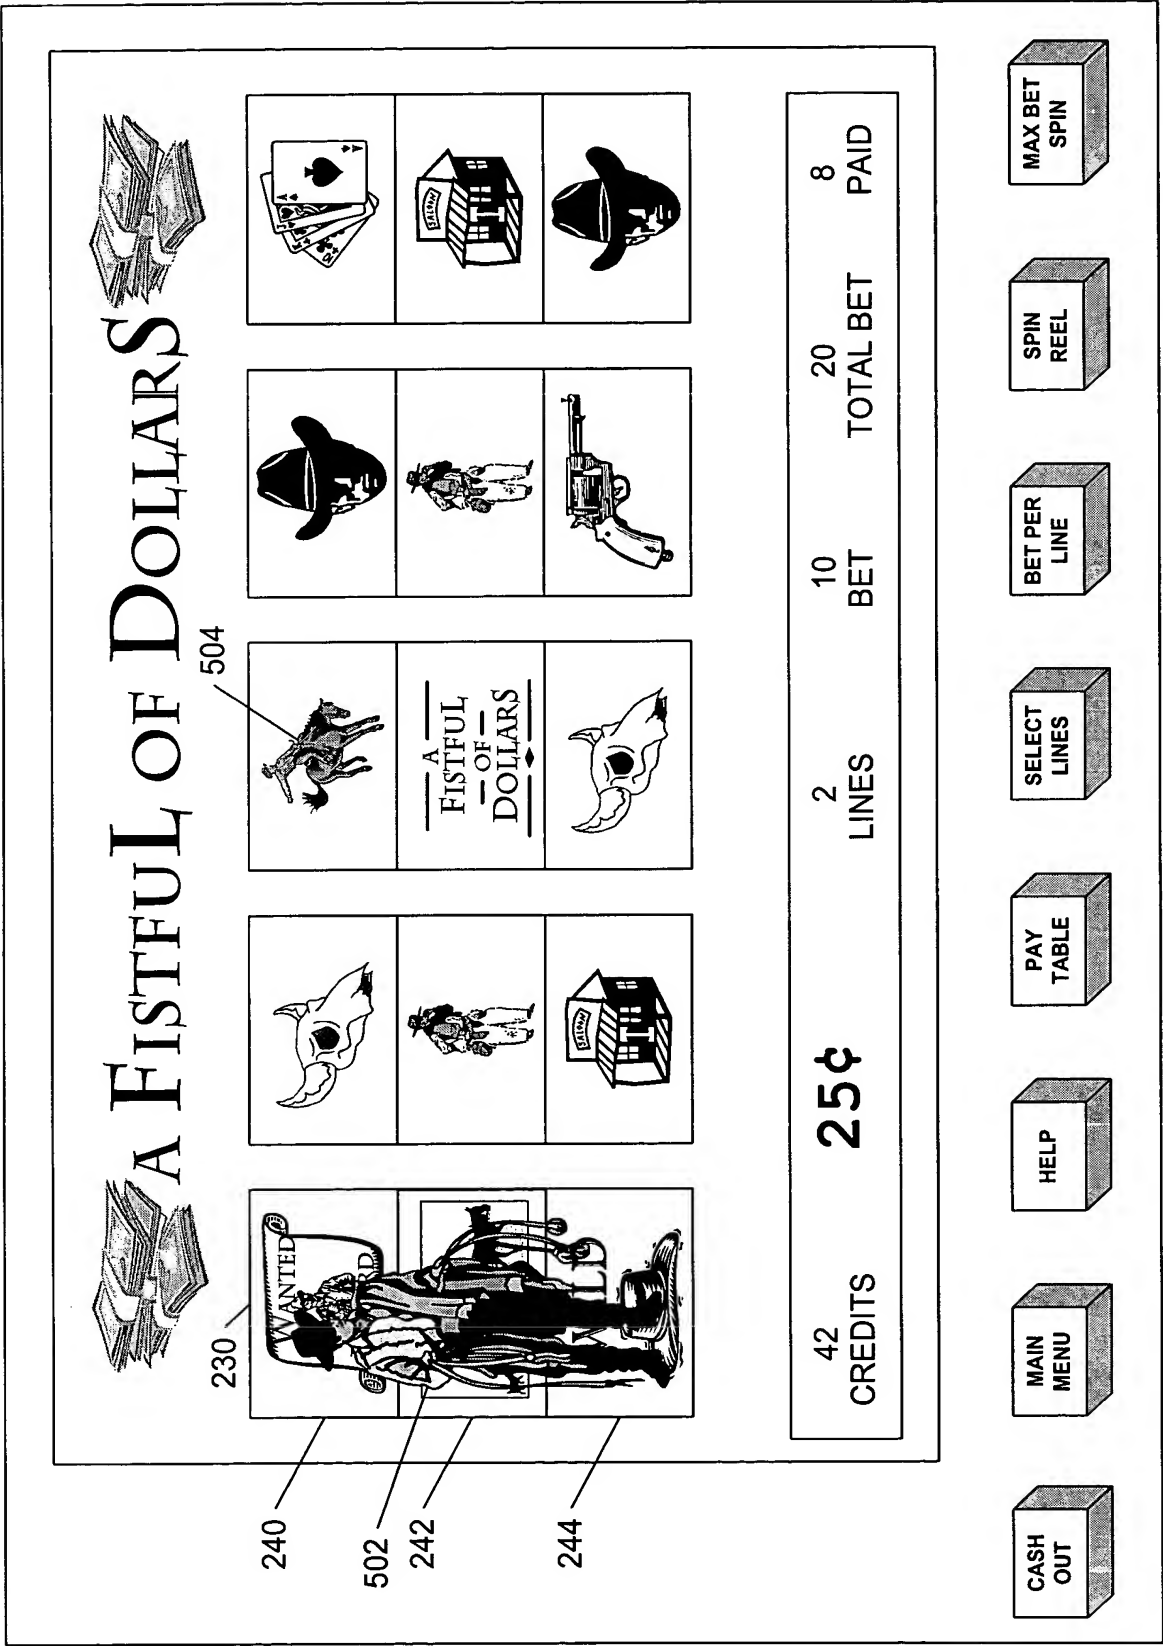 A FISTFUL OF DOLLARS
504
230
240
502
242
244
WANTED
SALOON
A
FISTFUL
OF
DOLLARS
SALOON
42
CREDITS
25¢
2
LINES
10
BET
20
TOTAL BET
8
PAID
CASH
OUT
MAIN
MENU
HELP
PAY
TABLE
SELECT
LINES
BET PER
LINE
SPIN
REEL
MAX BET
SPIN